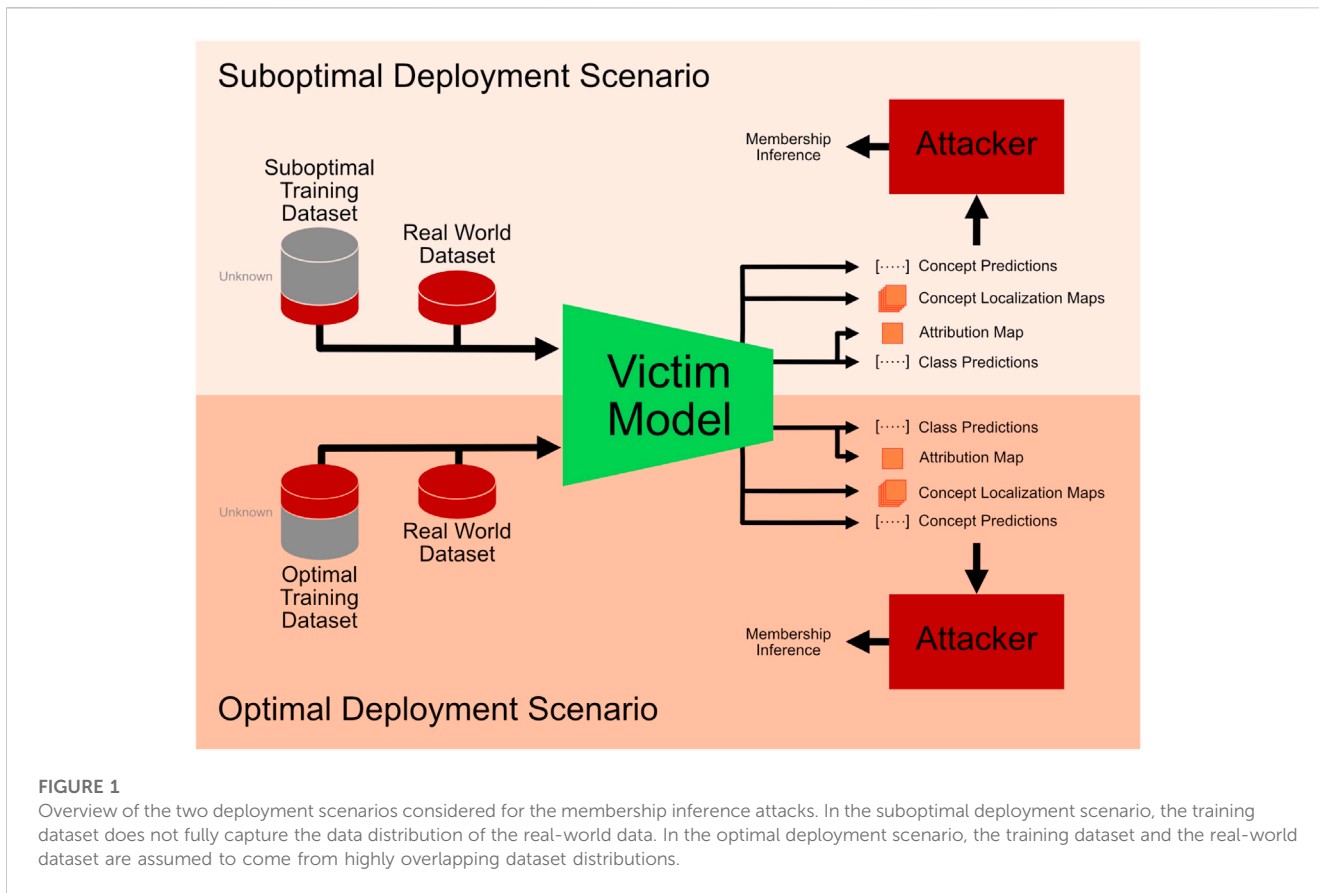 Suboptimal Deployment Scenario
Suboptimal
Training
Dataset
Unknown
Real World
Dataset
Membership
Inference
Attacker
[·····] Concept Predictions
Concept Localization Maps
Attribution Map
[·····] Class Predictions
Victim
Model
[·····] Class Predictions
Attribution Map
Concept Localization Maps
[·····] Concept Predictions
Unknown
Optimal
Training
Dataset
Real World
Dataset
Membership
Inference
Attacker
Optimal Deployment Scenario
FIGURE 1
Overview of the two deployment scenarios considered for the membership inference attacks. In the suboptimal deployment scenario, the training
dataset does not fully capture the data distribution of the real-world data. In the optimal deployment scenario, the training dataset and the real-world
dataset are assumed to come from highly overlapping dataset distributions.